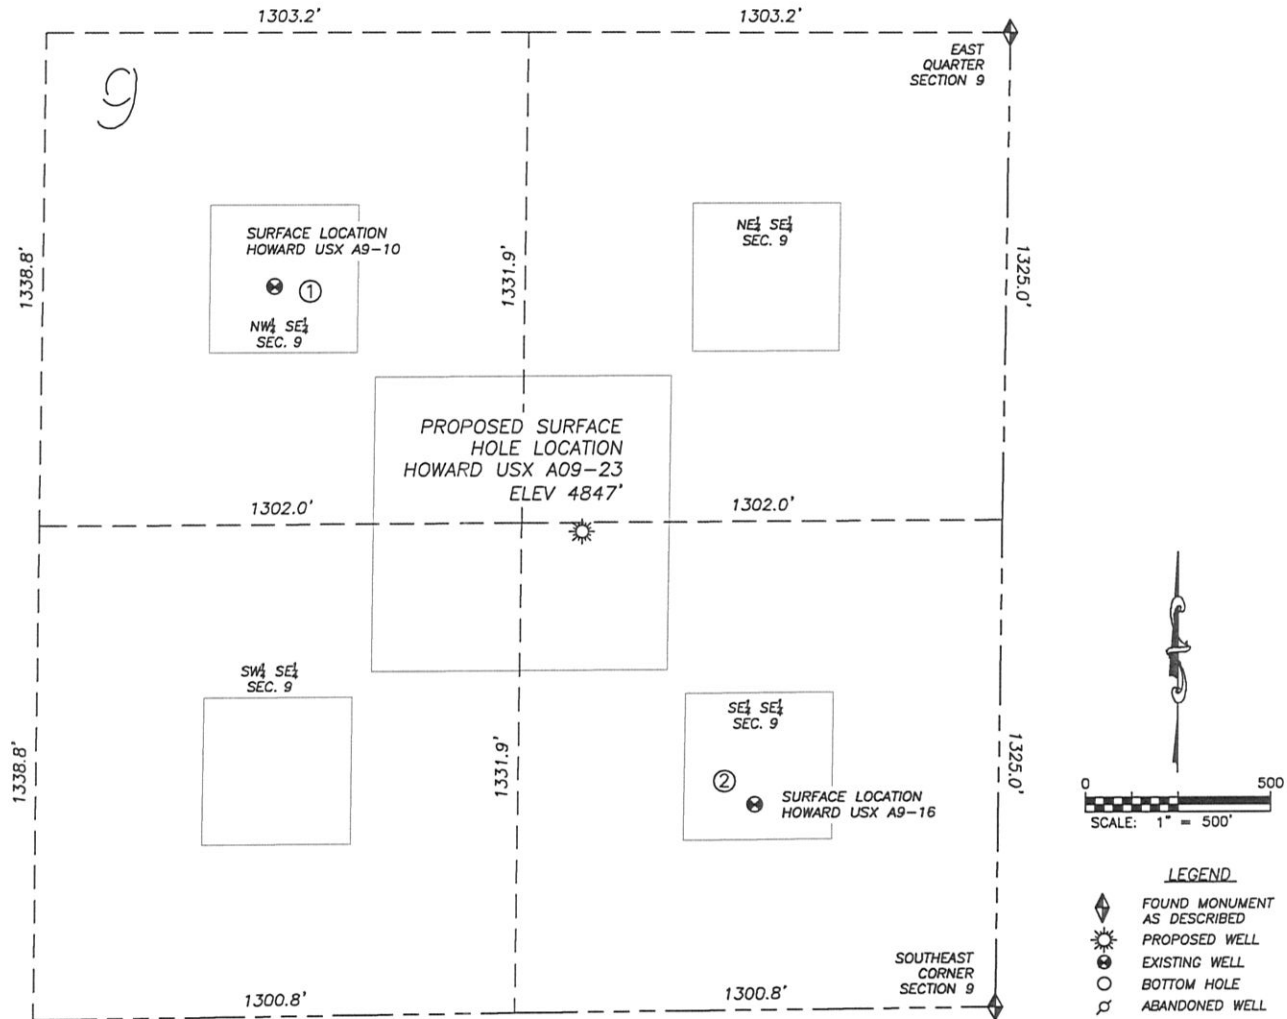 1303.2'
1303.2'
EAST
QUARTER
SECTION 9
9
SURFACE LOCATION
HOWARD USX A9-10
①
NW¼ SE¼
SEC. 9
NE¼ SE¼
SEC. 9
1338.8'
1331.9'
1325.0'
PROPOSED SURFACE
HOLE LOCATION
HOWARD USX A09-23
ELEV 4847'
1302.0'
1302.0'
SW¼ SE¼
SEC. 9
SE¼ SE¼
SEC. 9
1338.8'
1331.9'
1325.0'
②
SURFACE LOCATION
HOWARD USX A9-16
0 500
SCALE: 1" = 500'
LEGEND
FOUND MONUMENT
AS DESCRIBED
PROPOSED WELL
EXISTING WELL
BOTTOM HOLE
ABANDONED WELL
SOUTHEAST
CORNER
SECTION 9
1300.8'
1300.8'